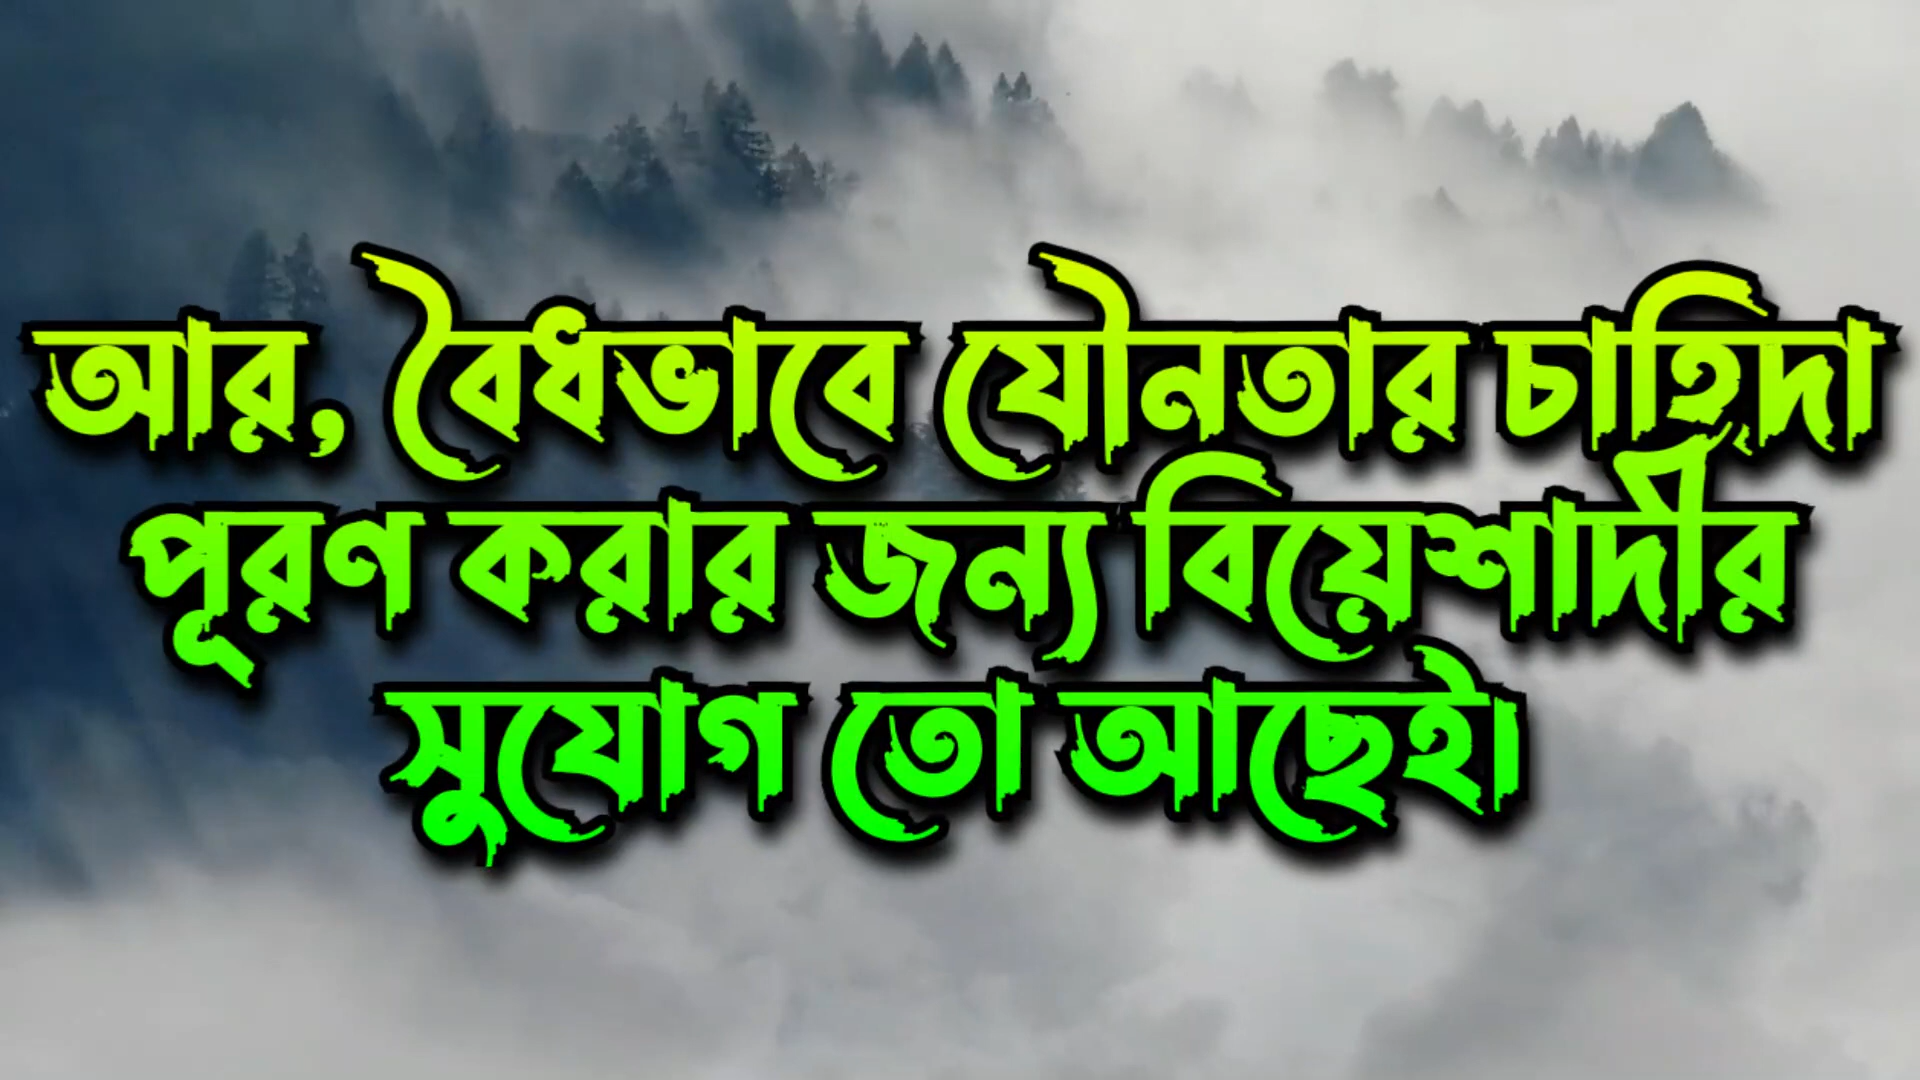 আর, বৈধভাবে যৌনতার চাহিদা
পূরণ করার জন্য বিয়েশাদীর
সুযোগ তো আছেই।